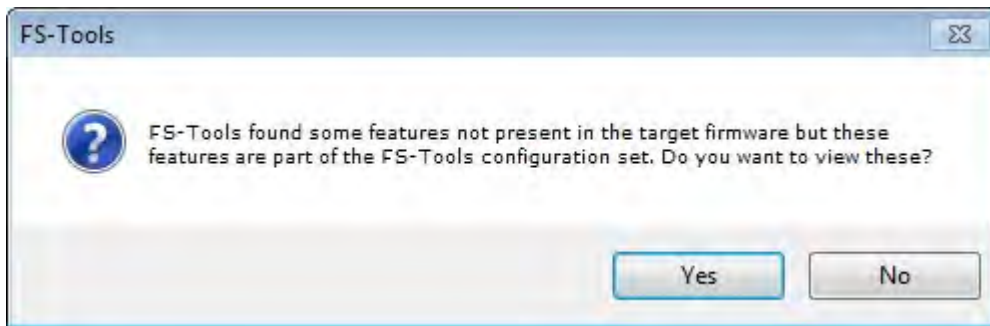 FS-Tools
FS-Tools found some features not present in the target firmware but these
features are part of the FS-Tools configuration set. Do you want to view these?
Yes
No